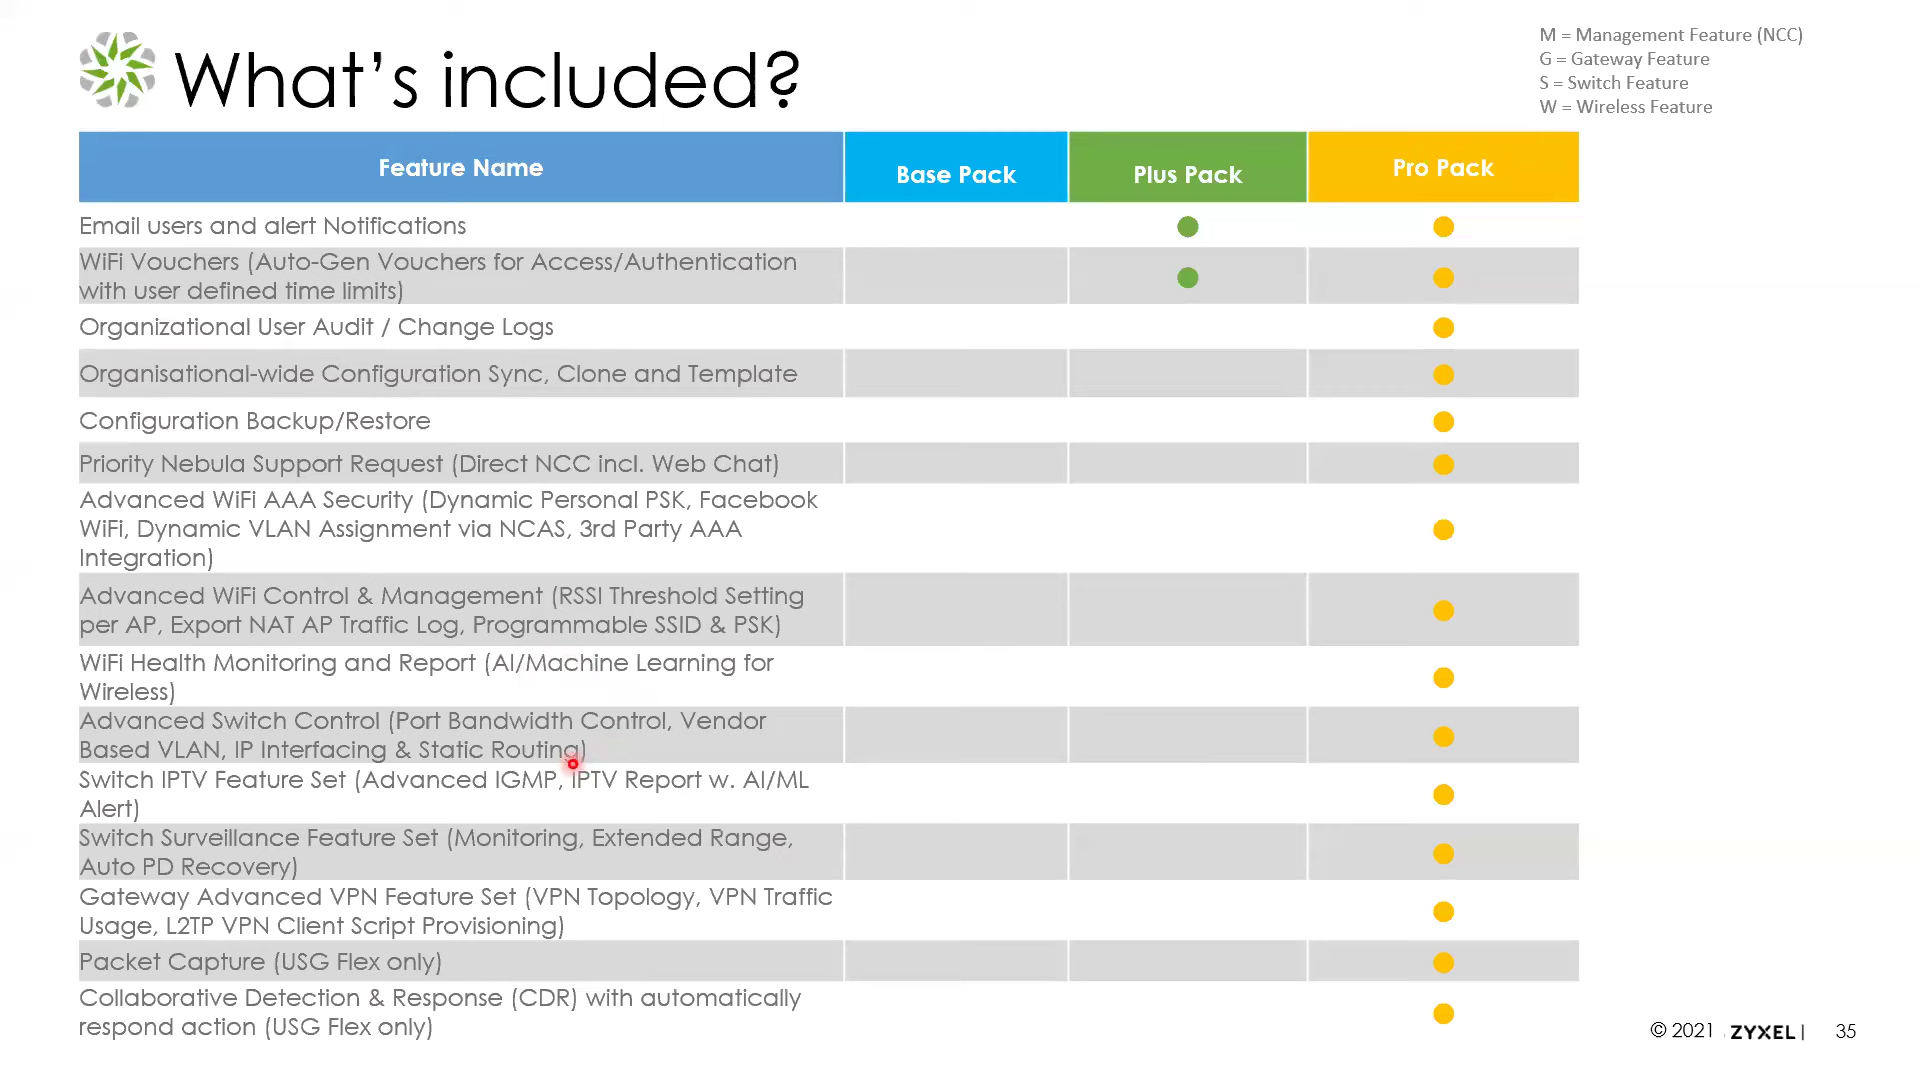 What's included?
M = Management Feature (NCC)
G = Gateway Feature
S = Switch Feature
W = Wireless Feature
Feature Name
Base Pack
Plus Pack
Pro Pack
Email users and alert Notifications
WiFi Vouchers (Auto-Gen Vouchers for Access/Authentication
with user defined time limits)
Organizational User Audit / Change Logs
Organisational-wide Configuration Sync, Clone and Template
Configuration Backup/Restore
Priority Nebula Support Request (Direct NCC incl. Web Chat)
Advanced WiFi AAA Security (Dynamic Personal PSK, Facebook
WiFi, Dynamic VLAN Assignment via NCAS, 3rd Party AAA
Integration)
Advanced WiFi Control & Management (RSSI Threshold Setting
per AP, Export NAT AP Traffic Log, Programmable SSID & PSK)
WiFi Health Monitoring and Report (AI/Machine Learning for
Wireless)
Advanced Switch Control (Port Bandwidth Control, Vendor
Based VLAN, IP Interfacing & Static Routing)
Switch IPTV Feature Set (Advanced IGMP, IPTV Report w. AI/ML
Alert)
Switch Surveillance Feature Set (Monitoring, Extended Range,
Auto PD Recovery)
Gateway Advanced VPN Feature Set (VPN Topology, VPN Traffic
Usage, L2TP VPN Client Script Provisioning)
Packet Capture (USG Flex only)
Collaborative Detection & Response (CDR) with automatically
respond action (USG Flex only)
© 2021 ZYXEL | 35